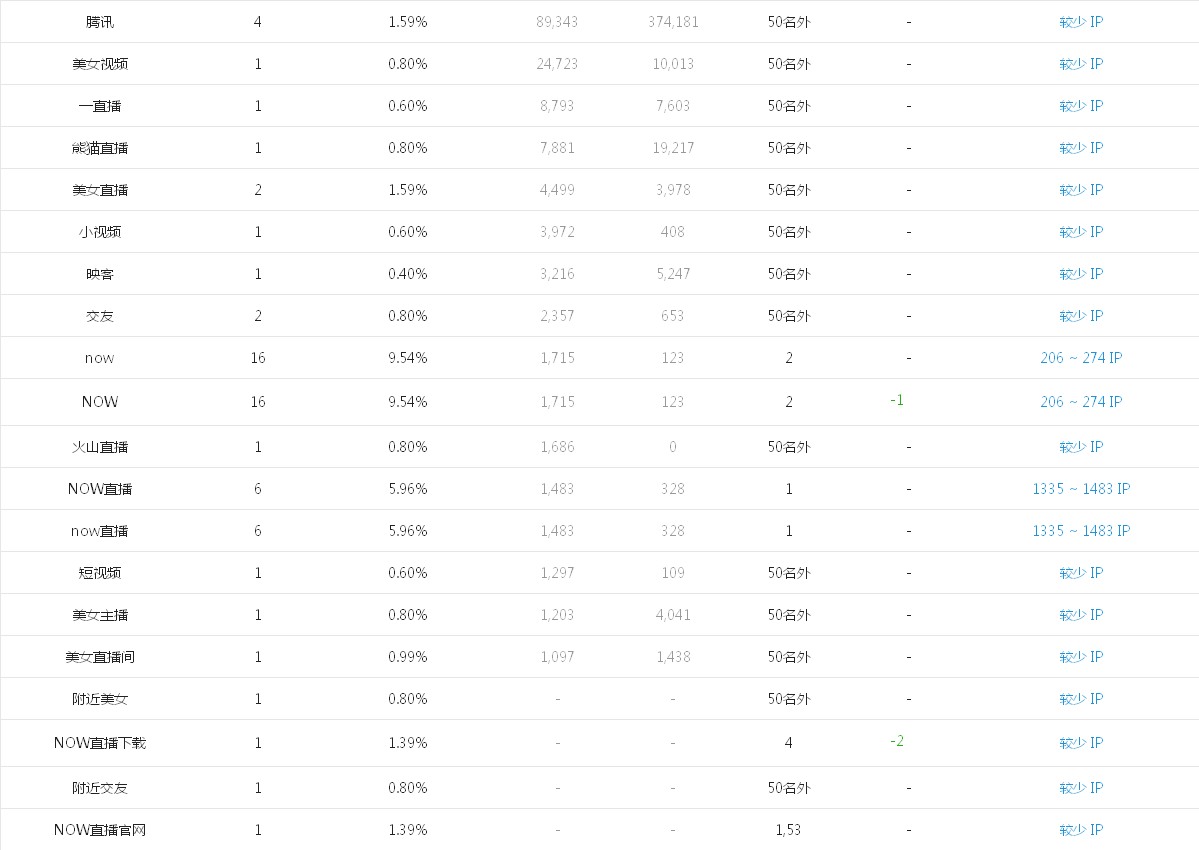 腾讯 4 1.59% 89,343 374,181 50名外 - 较少 IP
美女视频 1 0.80% 24,723 10,013 50名外 - 较少 IP
一直播 1 0.60% 8,793 7,603 50名外 - 较少 IP
熊猫直播 1 0.80% 7,881 19,217 50名外 - 较少 IP
美女直播 2 1.59% 4,499 3,978 50名外 - 较少 IP
小视频 1 0.60% 3,972 408 50名外 - 较少 IP
映客 1 0.40% 3,216 5,247 50名外 - 较少 IP
交友 2 0.80% 2,357 653 50名外 - 较少 IP
now 16 9.54% 1,715 123 2 - 206 ~ 274 IP
NOW 16 9.54% 1,715 123 2 -1 206 ~ 274 IP
火山直播 1 0.80% 1,686 0 50名外 - 较少 IP
NOW直播 6 5.96% 1,483 328 1 - 1335 ~ 1483 IP
now直播 6 5.96% 1,483 328 1 - 1335 ~ 1483 IP
短视频 1 0.60% 1,297 109 50名外 - 较少 IP
美女主播 1 0.80% 1,203 4,041 50名外 - 较少 IP
美女直播间 1 0.99% 1,097 1,438 50名外 - 较少 IP
附近美女 1 0.80% - - 50名外 - 较少 IP
NOW直播下载 1 1.39% - - 4 -2 较少 IP
附近交友 1 0.80% - - 50名外 - 较少 IP
NOW直播官网 1 1.39% - - 1,53 - 较少 IP